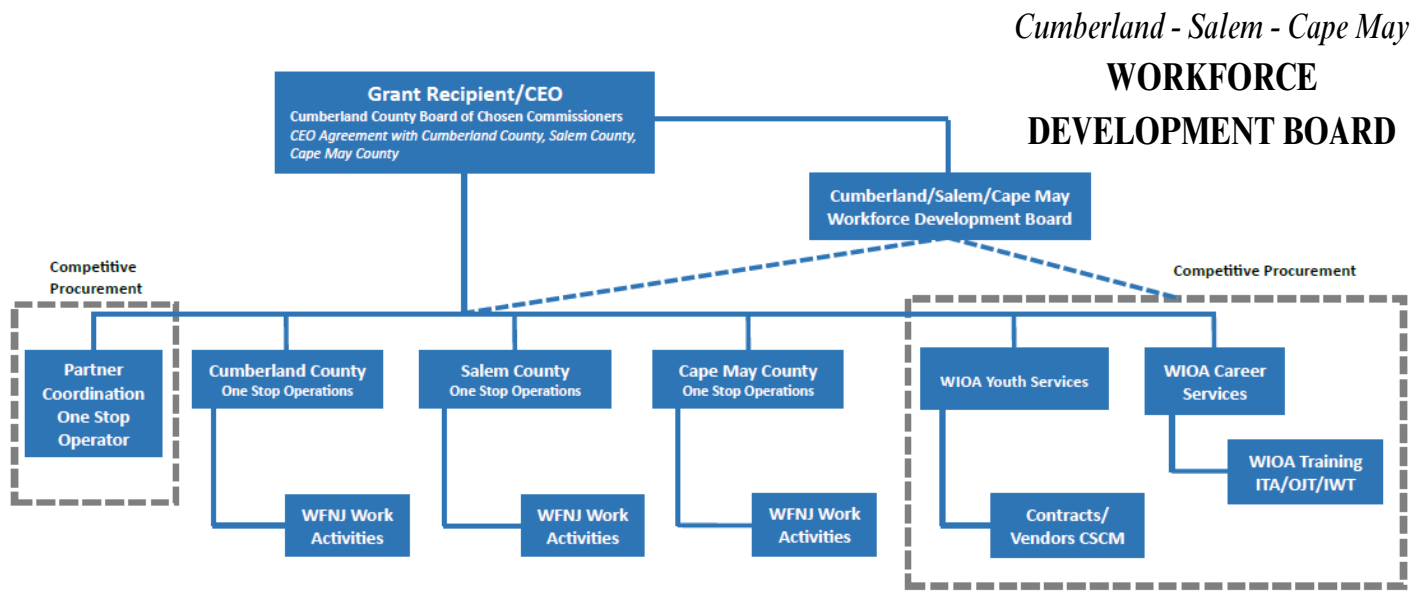 Cumberland - Salem - Cape May
WORKFORCE
DEVELOPMENT BOARD
Grant Recipient/CEO
Cumberland County Board of Chosen Commissioners
CEO Agreement with Cumberland County, Salem County,
Cape May County
Cumberland/Salem/Cape May
Workforce Development Board
Competitive
Procurement
Competitive Procurement
Partner
Coordination
One Stop
Operator
Cumberland County
One Stop Operations
Salem County
One Stop Operations
Cape May County
One Stop Operations
WIOA Youth Services
WIOA Career
Services
WIOA Training
ITA/OJT/IWT
WFNJ Work
Activities
WFNJ Work
Activities
WFNJ Work
Activities
Contracts/
Vendors CSCM